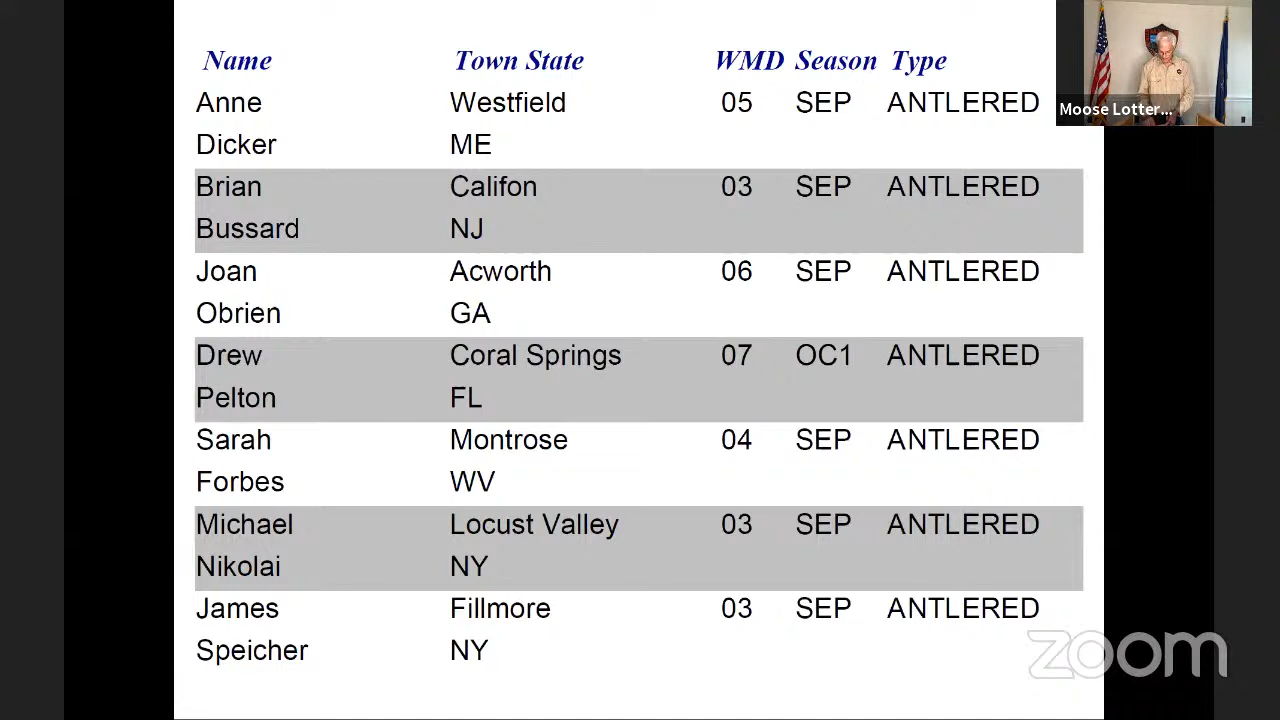 Name Town State WMD Season Type
Anne Westfield 05 SEP ANTLERED
Dicker ME
Brian Califon 03 SEP ANTLERED
Bussard NJ
Joan Acworth 06 SEP ANTLERED
Obrien GA
Drew Coral Springs 07 OC1 ANTLERED
Pelton FL
Sarah Montrose 04 SEP ANTLERED
Forbes WV
Michael Locust Valley 03 SEP ANTLERED
Nikolai NY
James Fillmore 03 SEP ANTLERED
Speicher NY
Moose Lotter...
zoom